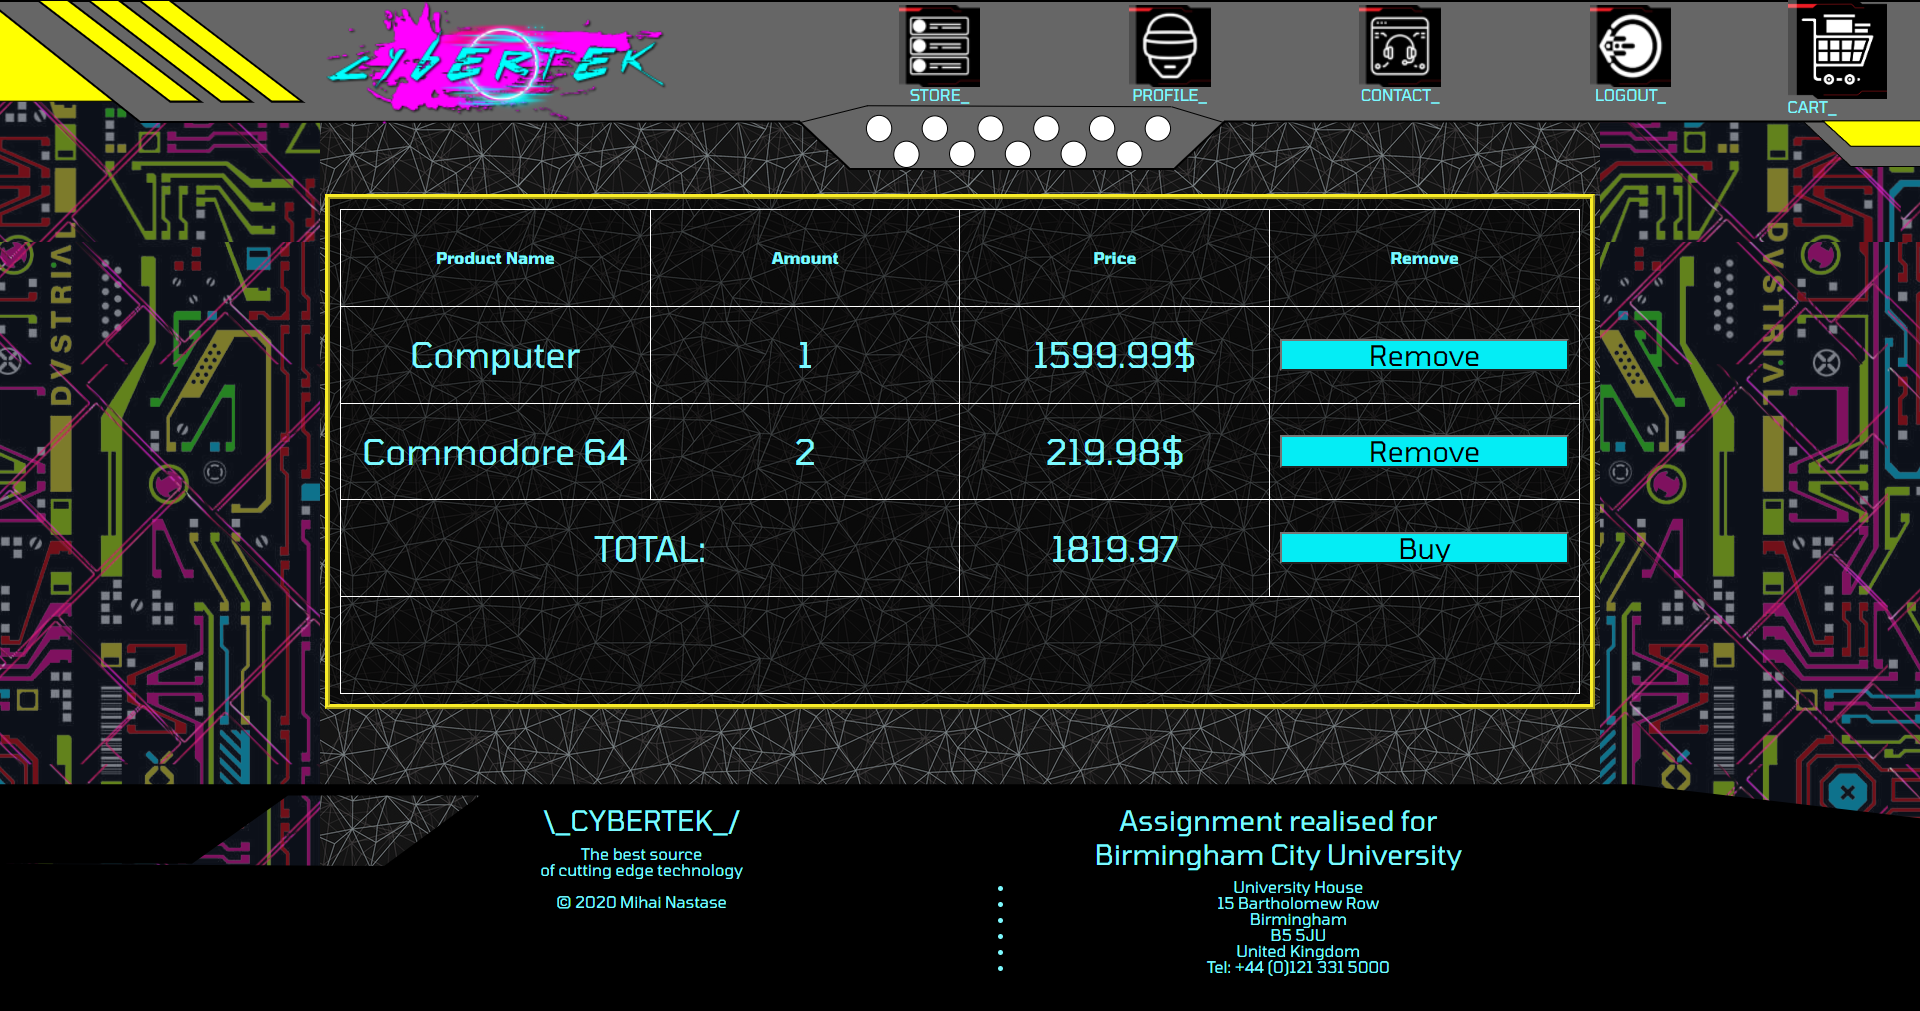 CYBERTEK
STORE_
PROFILE_
CONTACT_
LOGOUT_
CART_
DVSTRIAL
DVSTRIAL
Product Name Amount Price Remove
Computer 1 1599.99$ Remove
Commodore 64 2 219.98$ Remove
TOTAL: 1819.97 Buy
\_CYBERTEK_/
The best source
of cutting edge technology
© 2020 Mihai Nastase
Assignment realised for
Birmingham City University
• University House
• 15 Bartholomew Row
• Birmingham
• B5 5JU
• United Kingdom
• Tel: +44 (0)121 331 5000